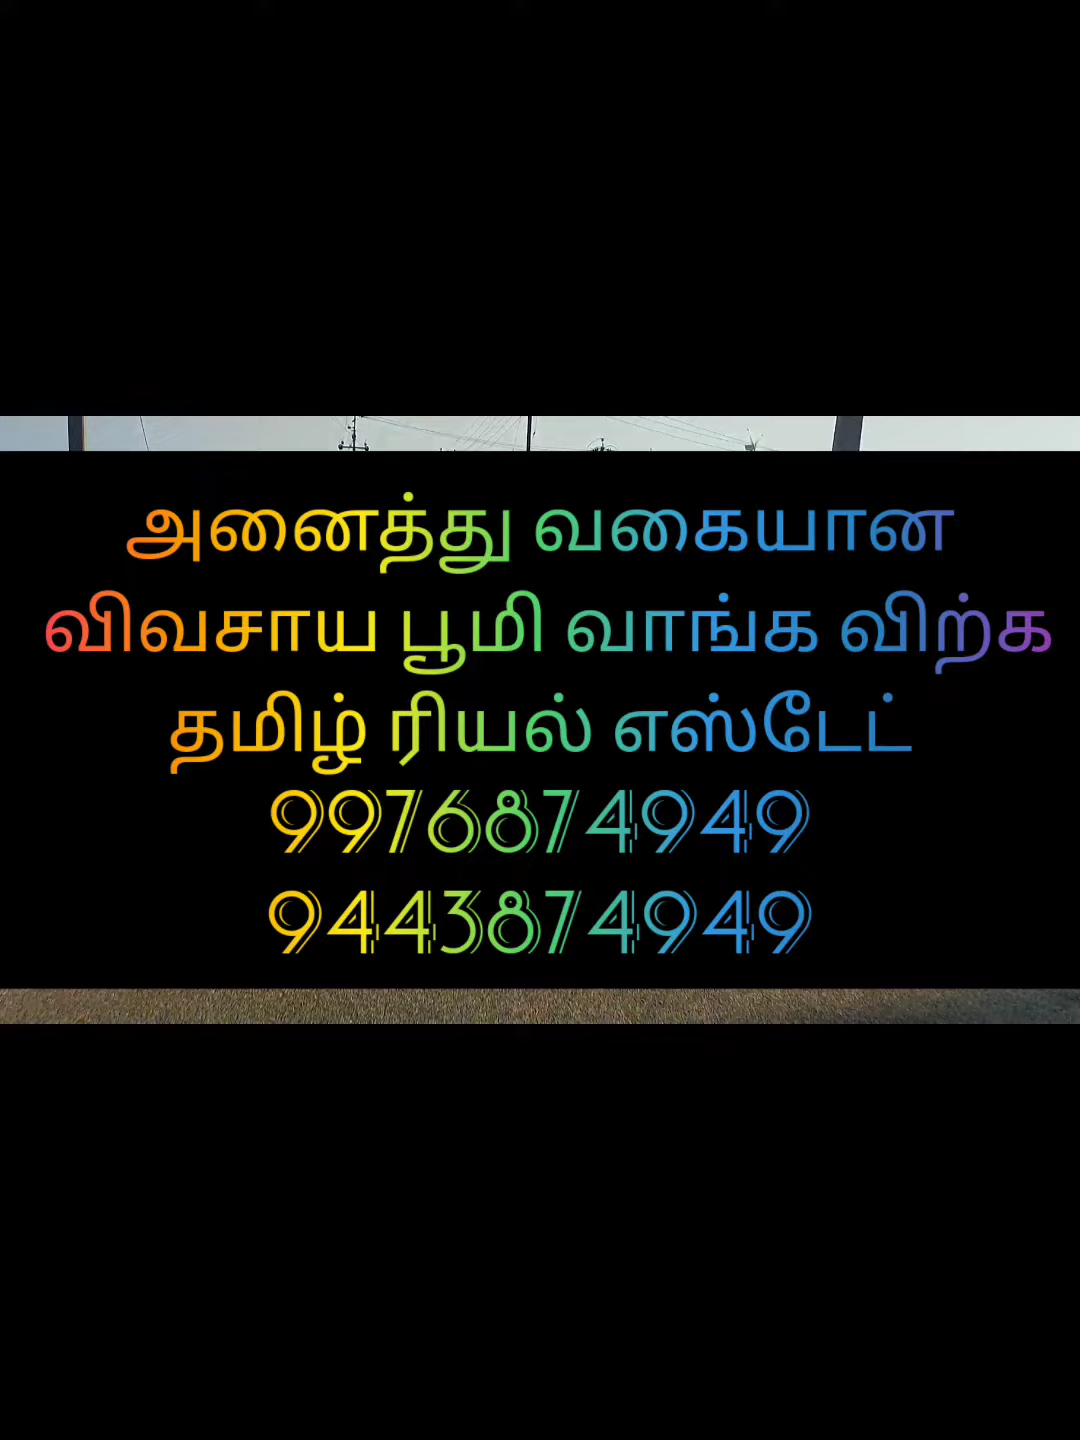 அனைத்து வகையான
விவசாய பூமி வாங்க விற்க
தமிழ் ரியல் எஸ்டேட்
9976874949
9443874949